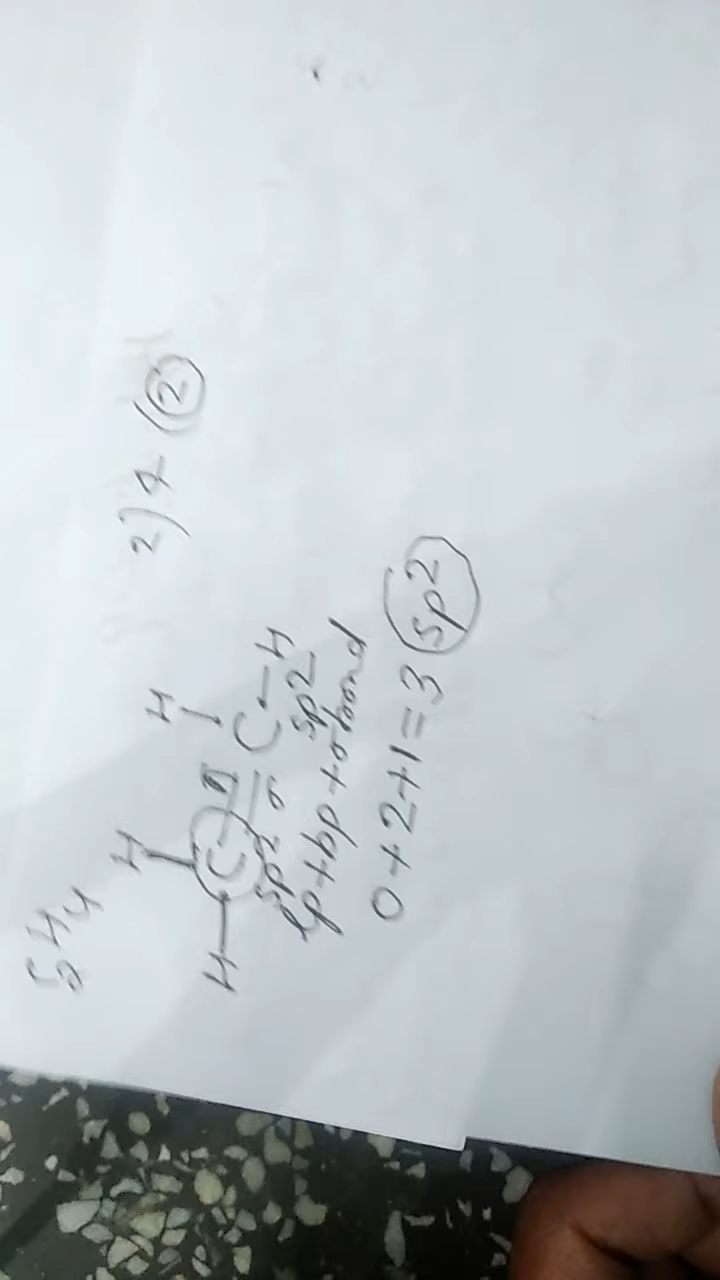 C2H4
2) 4 (2)
H H
H—C=C—H
π
σ
sp2 sp2
lp+bp+σ bond
0+2+1=3 sp2